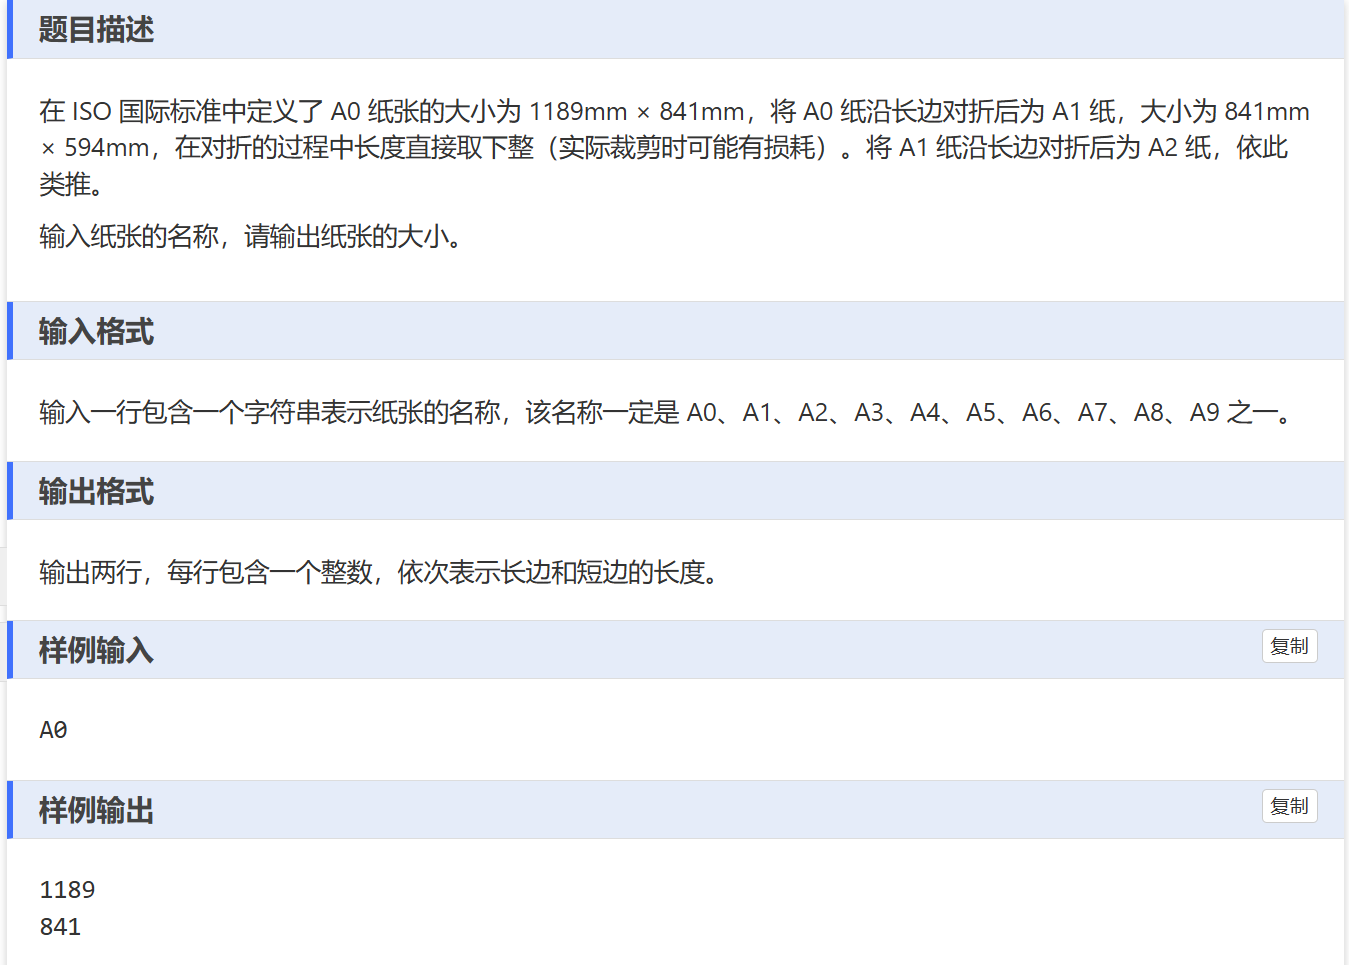 题目描述
在 ISO 国际标准中定义了 A0 纸张的大小为 1189mm × 841mm，将 A0 纸沿长边对折后为 A1 纸，大小为 841mm
× 594mm，在对折的过程中长度直接取下整（实际裁剪时可能有损耗）。将 A1 纸沿长边对折后为 A2 纸，依此
类推。
输入纸张的名称，请输出纸张的大小。
输入格式
输入一行包含一个字符串表示纸张的名称，该名称一定是 A0、A1、A2、A3、A4、A5、A6、A7、A8、A9 之一。
输出格式
输出两行，每行包含一个整数，依次表示长边和短边的长度。
样例输入
复制
A0
样例输出
复制
1189
841